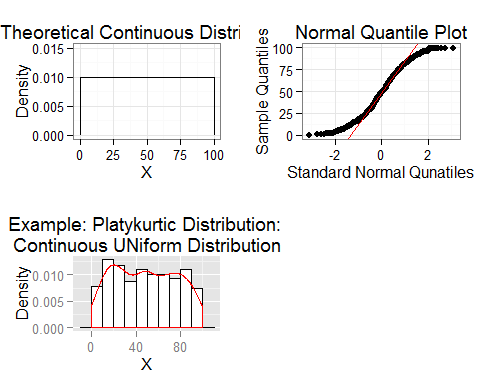 Theoretical Continuous Distri
0.015
0.010
0.005
0.000
Density
0 25 50 75 100
X
Normal Quantile Plot
100
75
50
25
0
Sample Quantiles
-2 0 2
Standard Normal Qunatiles
Example: Platykurtic Distribution:
Continuous UNiform Distribution
0.010
0.005
0.000
Density
0 40 80
X